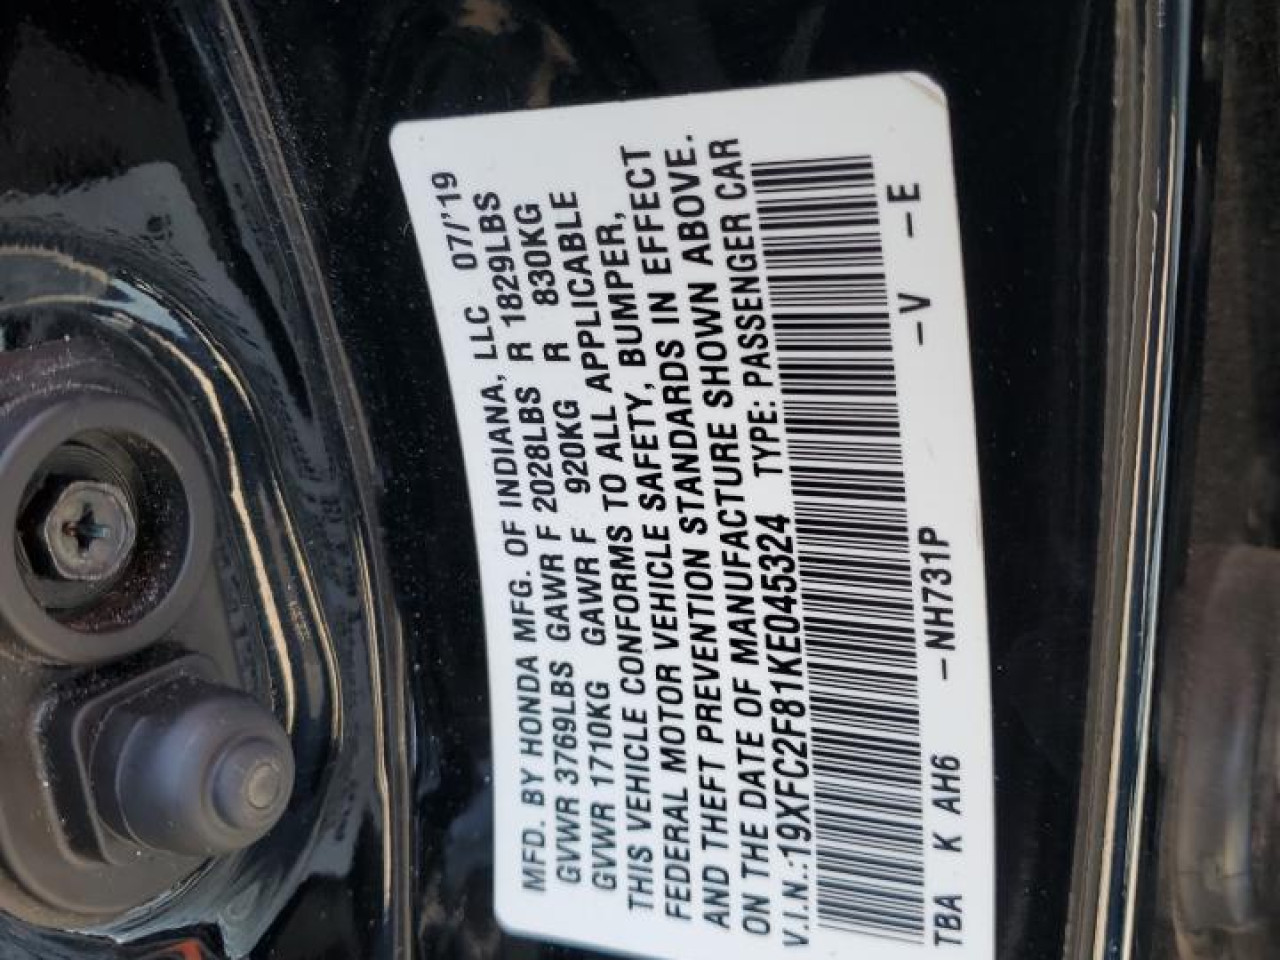 MFD. BY HONDA MFG. OF INDIANA, LLC 07/'19
GVWR 3769LBS GAWR F 2028LBS R 1829LBS
GVWR 1710KG GAWR F 920KG R 830KG
THIS VEHICLE CONFORMS TO ALL APPLICABLE
FEDERAL MOTOR VEHICLE SAFETY, BUMPER,
AND THEFT PREVENTION STANDARDS IN EFFECT
ON THE DATE OF MANUFACTURE SHOWN ABOVE.
V.I.N.:19XFC2F81KE045324 TYPE: PASSENGER CAR
TBA K AH6 -NH731P -V -E